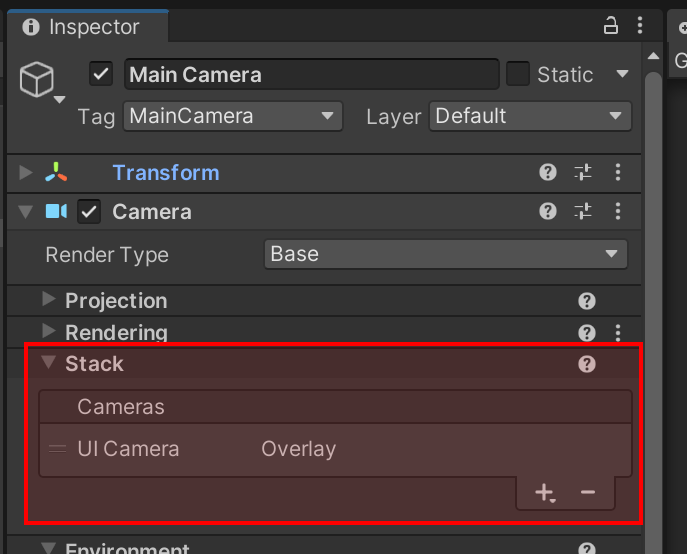 Inspector
Main Camera
Static
Tag
MainCamera
Layer
Default
Transform
Camera
Render Type
Base
Projection
Rendering
Stack
Cameras
UI Camera
Overlay
Environment